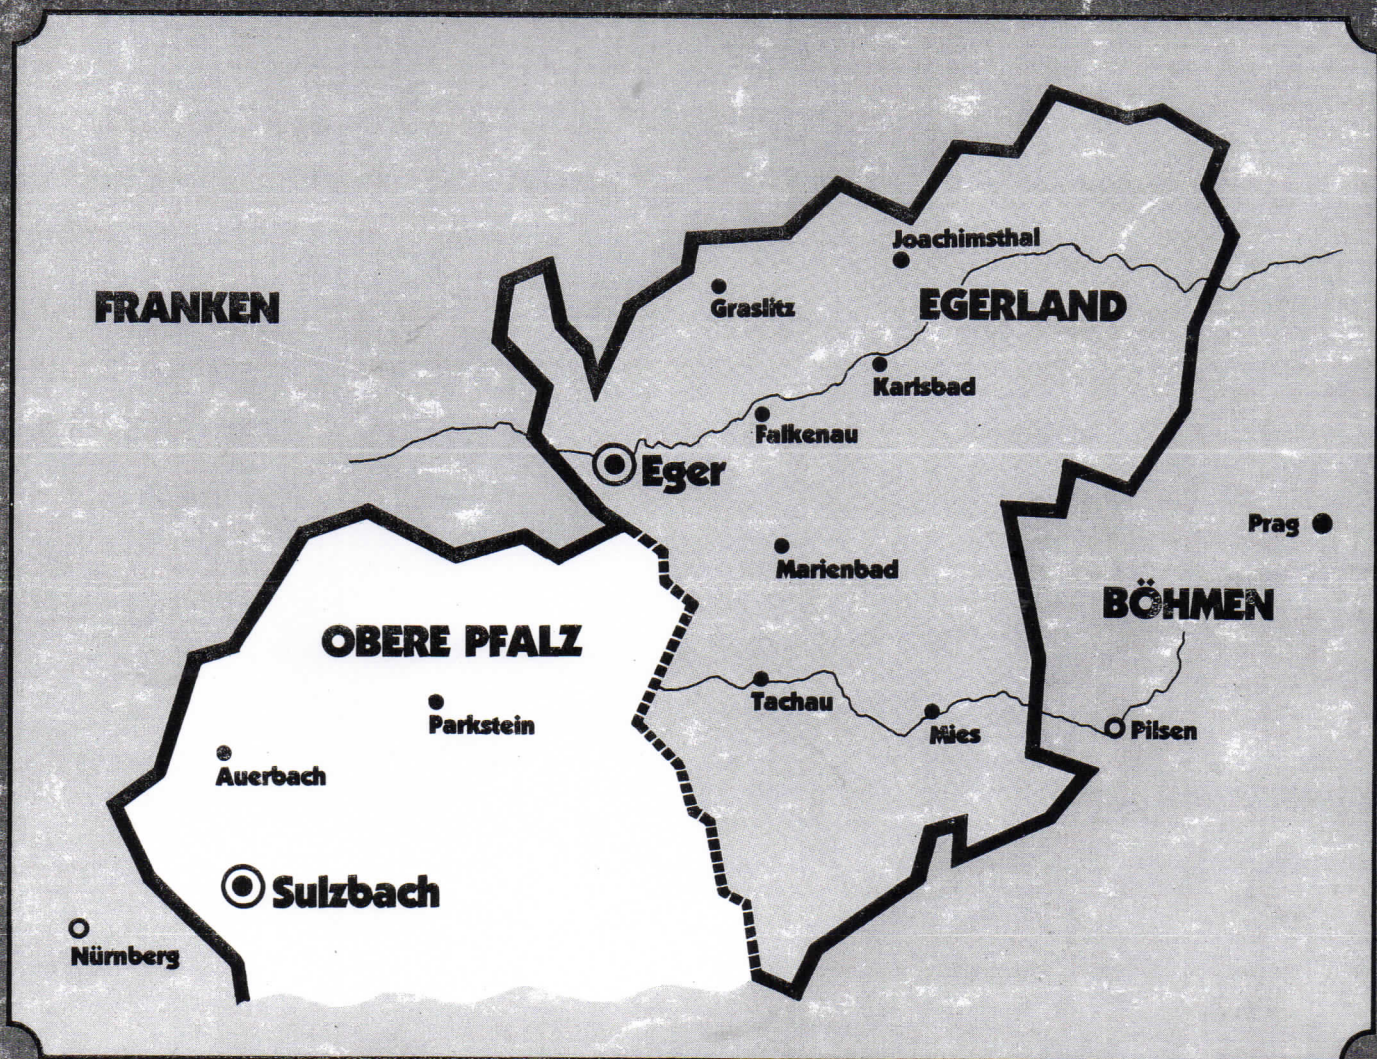 Joachimsthal
FRANKEN
Graslitz
EGERLAND
Karlsbad
Falkenau
Eger
Prag
Marienbad
BÖHMEN
OBERE PFALZ
Tachau
Parkstein
Mies
Pilsen
Auerbach
Sulzbach
Nürnberg